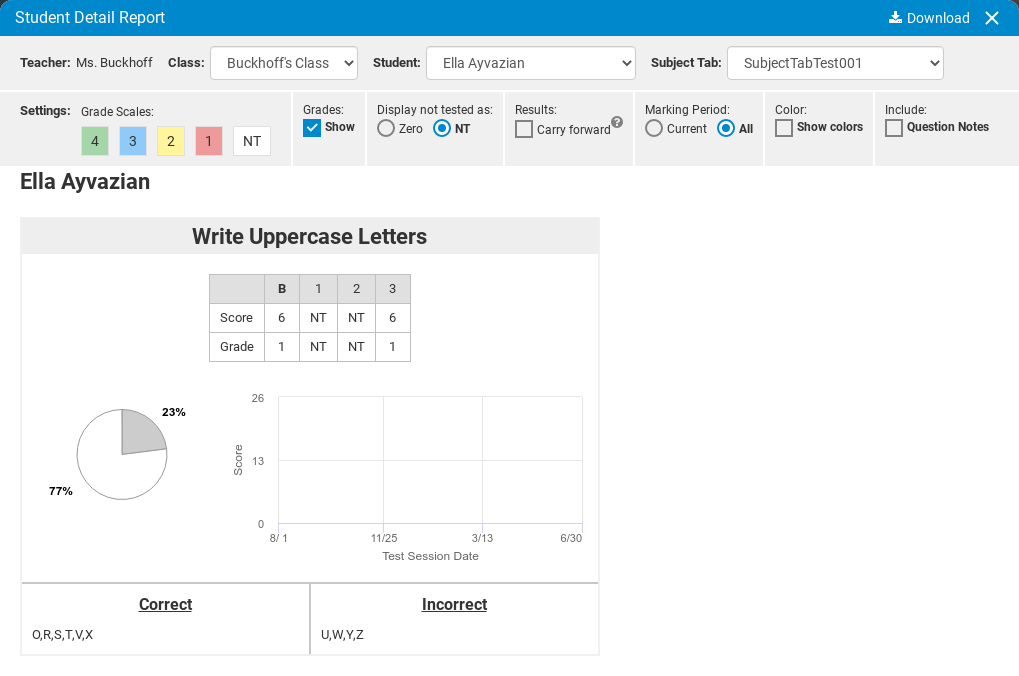 Student Detail Report Download
Teacher: Ms. Buckhoff Class: Buckhoff's Class Student: Ella Ayvazian Subject Tab: SubjectTabTest001
Settings: Grade Scales: Grades: Display not tested as: Results: Marking Period: Color: Include:
4 3 2 1 NT Show Zero NT Carry forward ? Current All Show colors Question Notes
Ella Ayvazian
Write Uppercase Letters
B 1 2 3
Score 6 NT NT 6
Grade 1 NT NT 1
23%
77%
26
13
0
Score
8/ 1 11/25 3/13 6/30
Test Session Date
Correct Incorrect
O,R,S,T,V,X U,W,Y,Z